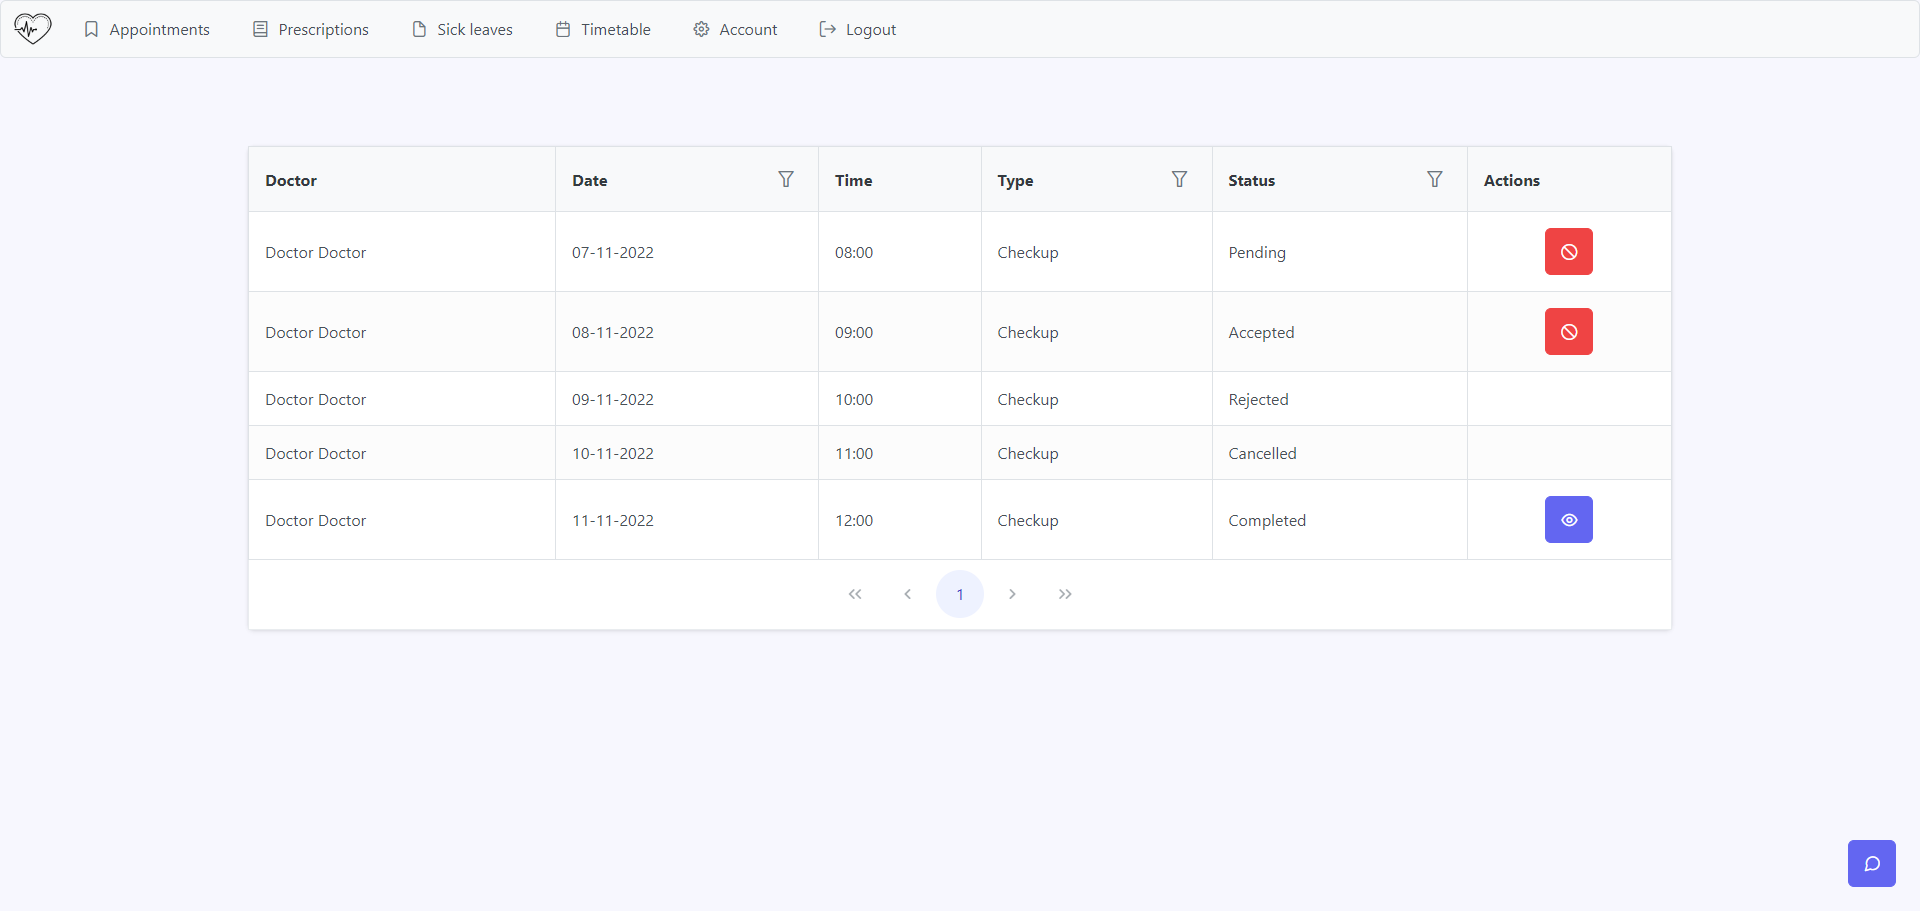 Appointments Prescriptions Sick leaves Timetable Account Logout
Doctor Date Time Type Status Actions
Doctor Doctor 07-11-2022 08:00 Checkup Pending
Doctor Doctor 08-11-2022 09:00 Checkup Accepted
Doctor Doctor 09-11-2022 10:00 Checkup Rejected
Doctor Doctor 10-11-2022 11:00 Checkup Cancelled
Doctor Doctor 11-11-2022 12:00 Checkup Completed
1